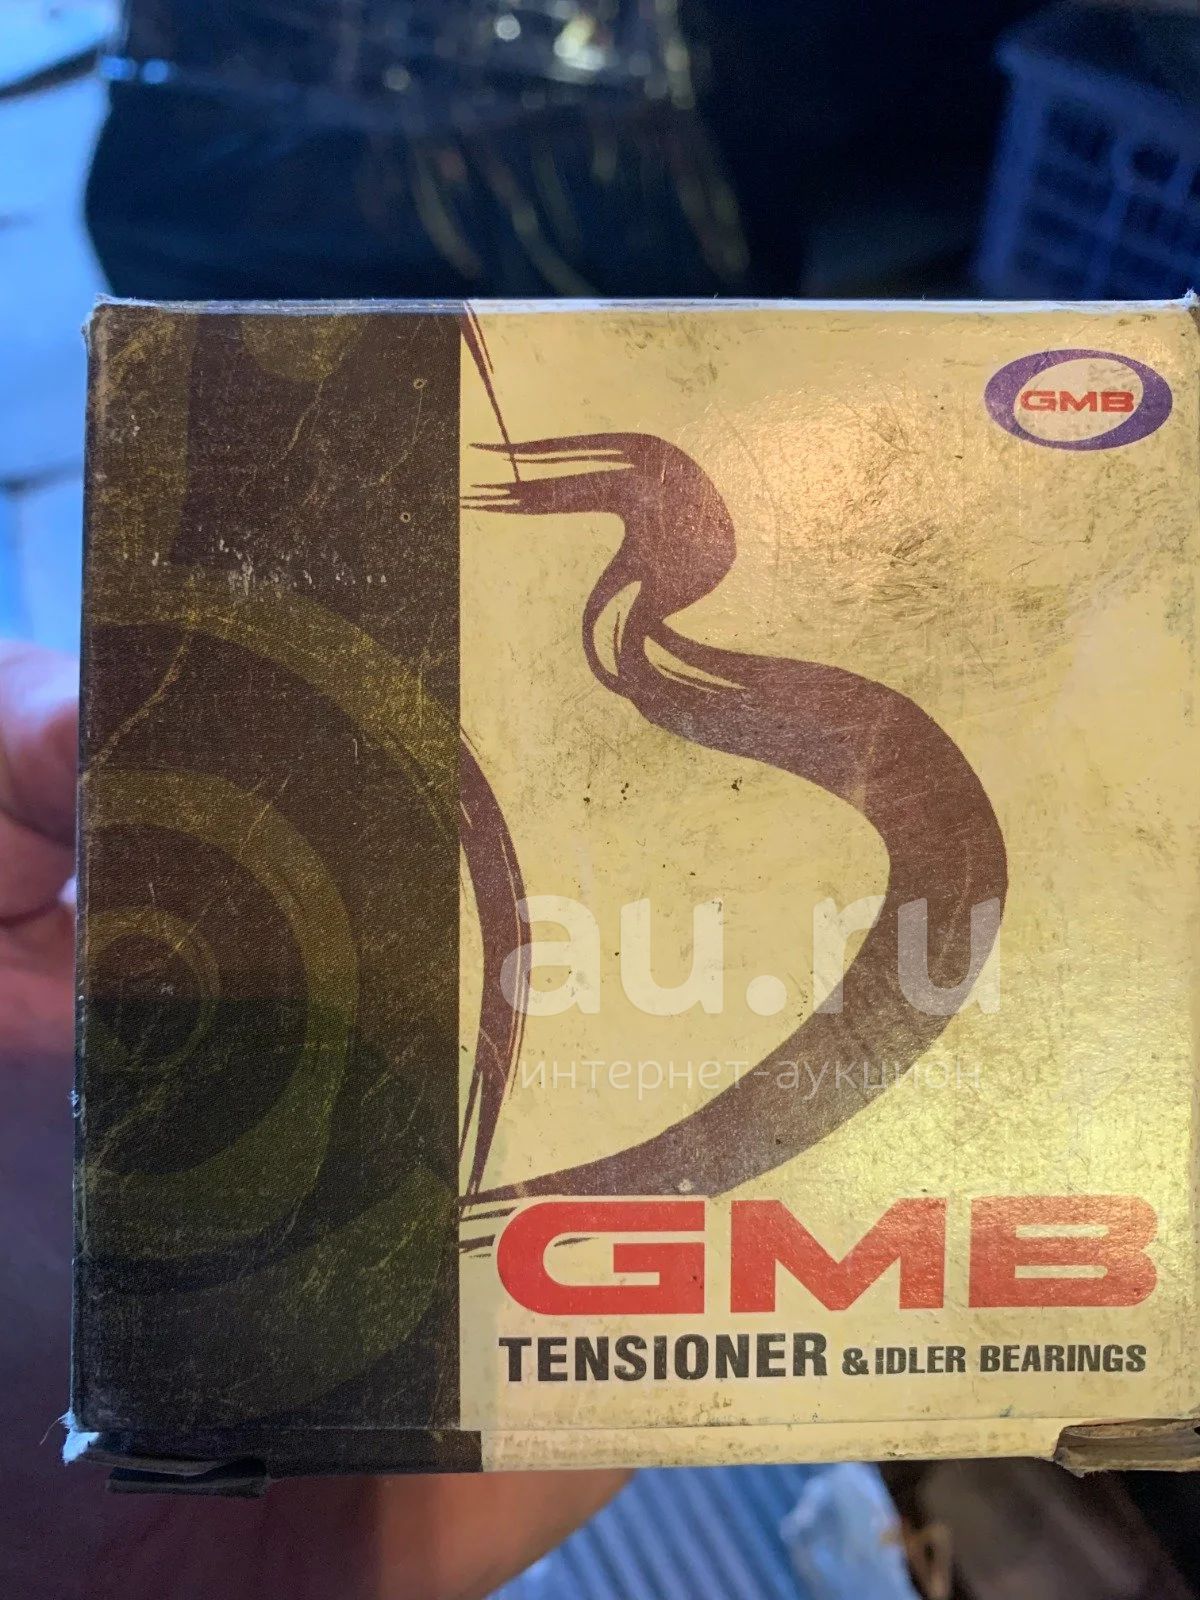 GMB
au.ru
интернет-аукцион
GMB
TENSIONER & IDLER BEARINGS